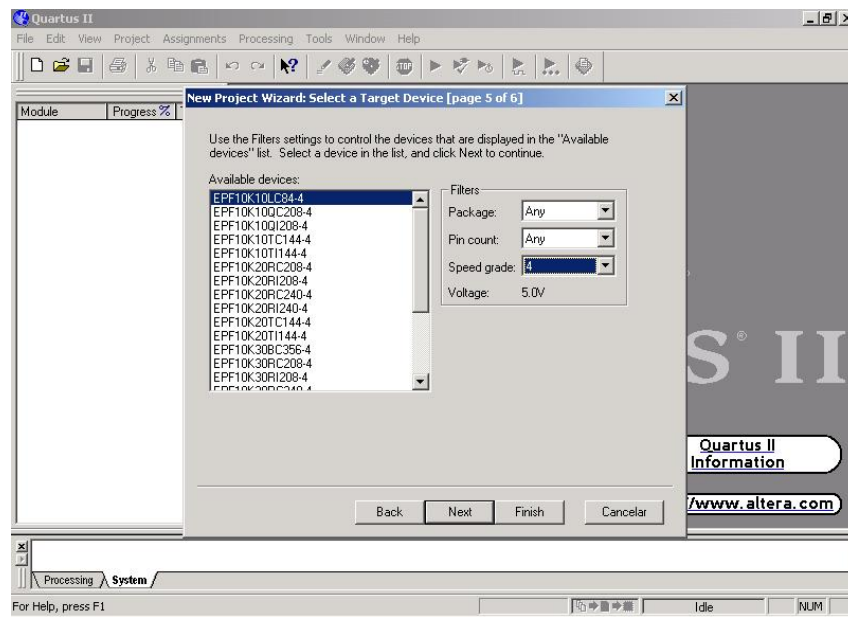 Quartus II
File Edit View Project Assignments Processing Tools Window Help
STOP
Module Progress %
New Project Wizard: Select a Target Device [page 5 of 6]
Use the Filters settings to control the devices that are displayed in the "Available
devices" list. Select a device in the list, and click Next to continue.
Available devices:
EPF10K10LC84-4
EPF10K10QC208-4
EPF10K10QI208-4
EPF10K10TC144-4
EPF10K10TI144-4
EPF10K20RC208-4
EPF10K20RI208-4
EPF10K20RC240-4
EPF10K20RI240-4
EPF10K20TC144-4
EPF10K20TI144-4
EPF10K30BC356-4
EPF10K30RC208-4
EPF10K30RI208-4
Filters
Package: Any
Pin count: Any
Speed grade: 4
Voltage: 5.0V
Back Next Finish Cancelar
S® II
Quartus II
Information
/www.altera.com
Processing System
For Help, press F1
Idle NUM